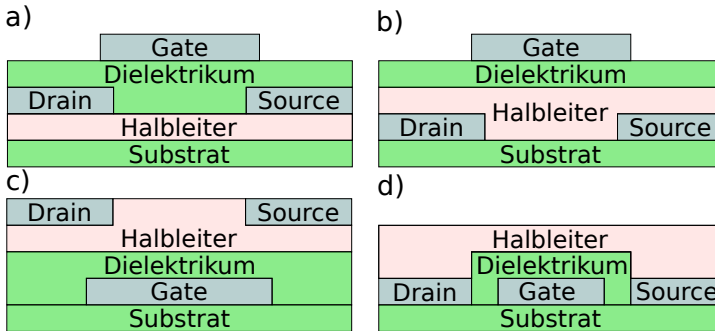 a)
Gate
Dielektrikum
Drain Source
Halbleiter
Substrat
b)
Gate
Dielektrikum
Halbleiter
Drain Source
Substrat
c)
Drain Source
Halbleiter
Dielektrikum
Gate
Substrat
d)
Halbleiter
Dielektrikum
Drain Gate Source
Substrat